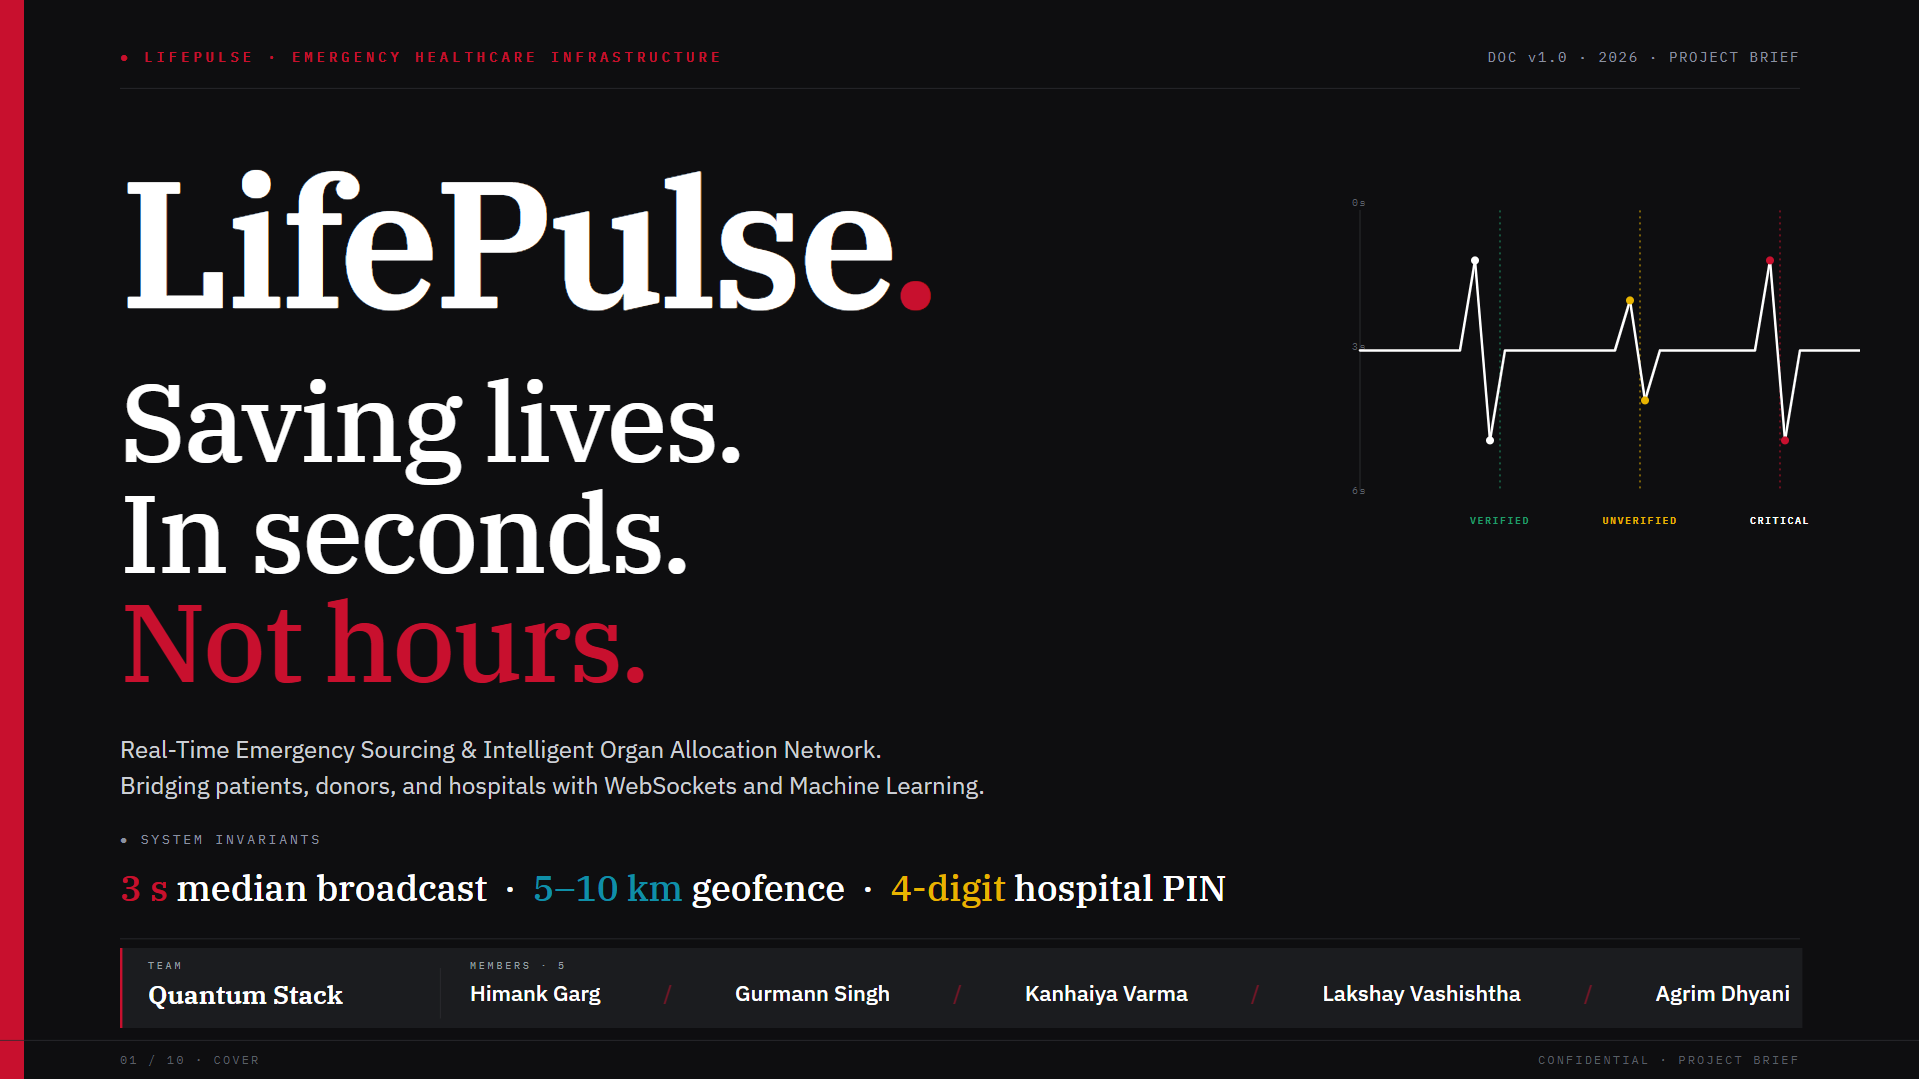 ● LIFEPULSE · EMERGENCY HEALTHCARE INFRASTRUCTURE
DOC v1.0 · 2026 · PROJECT BRIEF
LifePulse.
Saving lives.
In seconds.
Not hours.
0s
3s
6s
VERIFIED
UNVERIFIED
CRITICAL
Real-Time Emergency Sourcing & Intelligent Organ Allocation Network.
Bridging patients, donors, and hospitals with WebSockets and Machine Learning.
● SYSTEM INVARIANTS
3 s median broadcast · 5–10 km geofence · 4-digit hospital PIN
TEAM
Quantum Stack
MEMBERS · 5
Himank Garg / Gurmann Singh / Kanhaiya Varma / Lakshay Vashishtha / Agrim Dhyani
01 / 10 · COVER
CONFIDENTIAL · PROJECT BRIEF